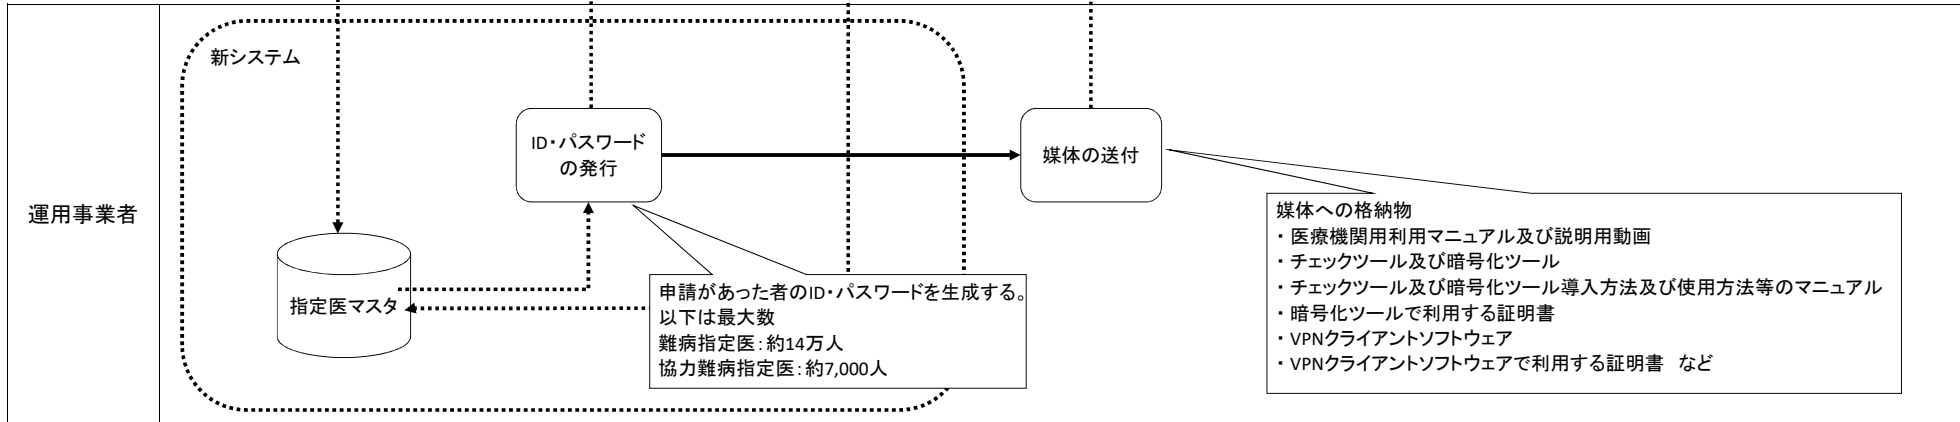 運用事業者
新システム
ID・パスワード
の発行
媒体の送付
指定医マスタ
申請があった者のID・パスワードを生成する。
以下は最大数
難病指定医：約14万人
協力難病指定医：約7,000人
媒体への格納物
・ 医療機関用利用マニュアル及び説明用動画
・ チェックツール及び暗号化ツール
・ チェックツール及び暗号化ツール導入方法及び使用方法等のマニュアル
・ 暗号化ツールで利用する証明書
・ VPNクライアントソフトウェア
・ VPNクライアントソフトウェアで利用する証明書　など